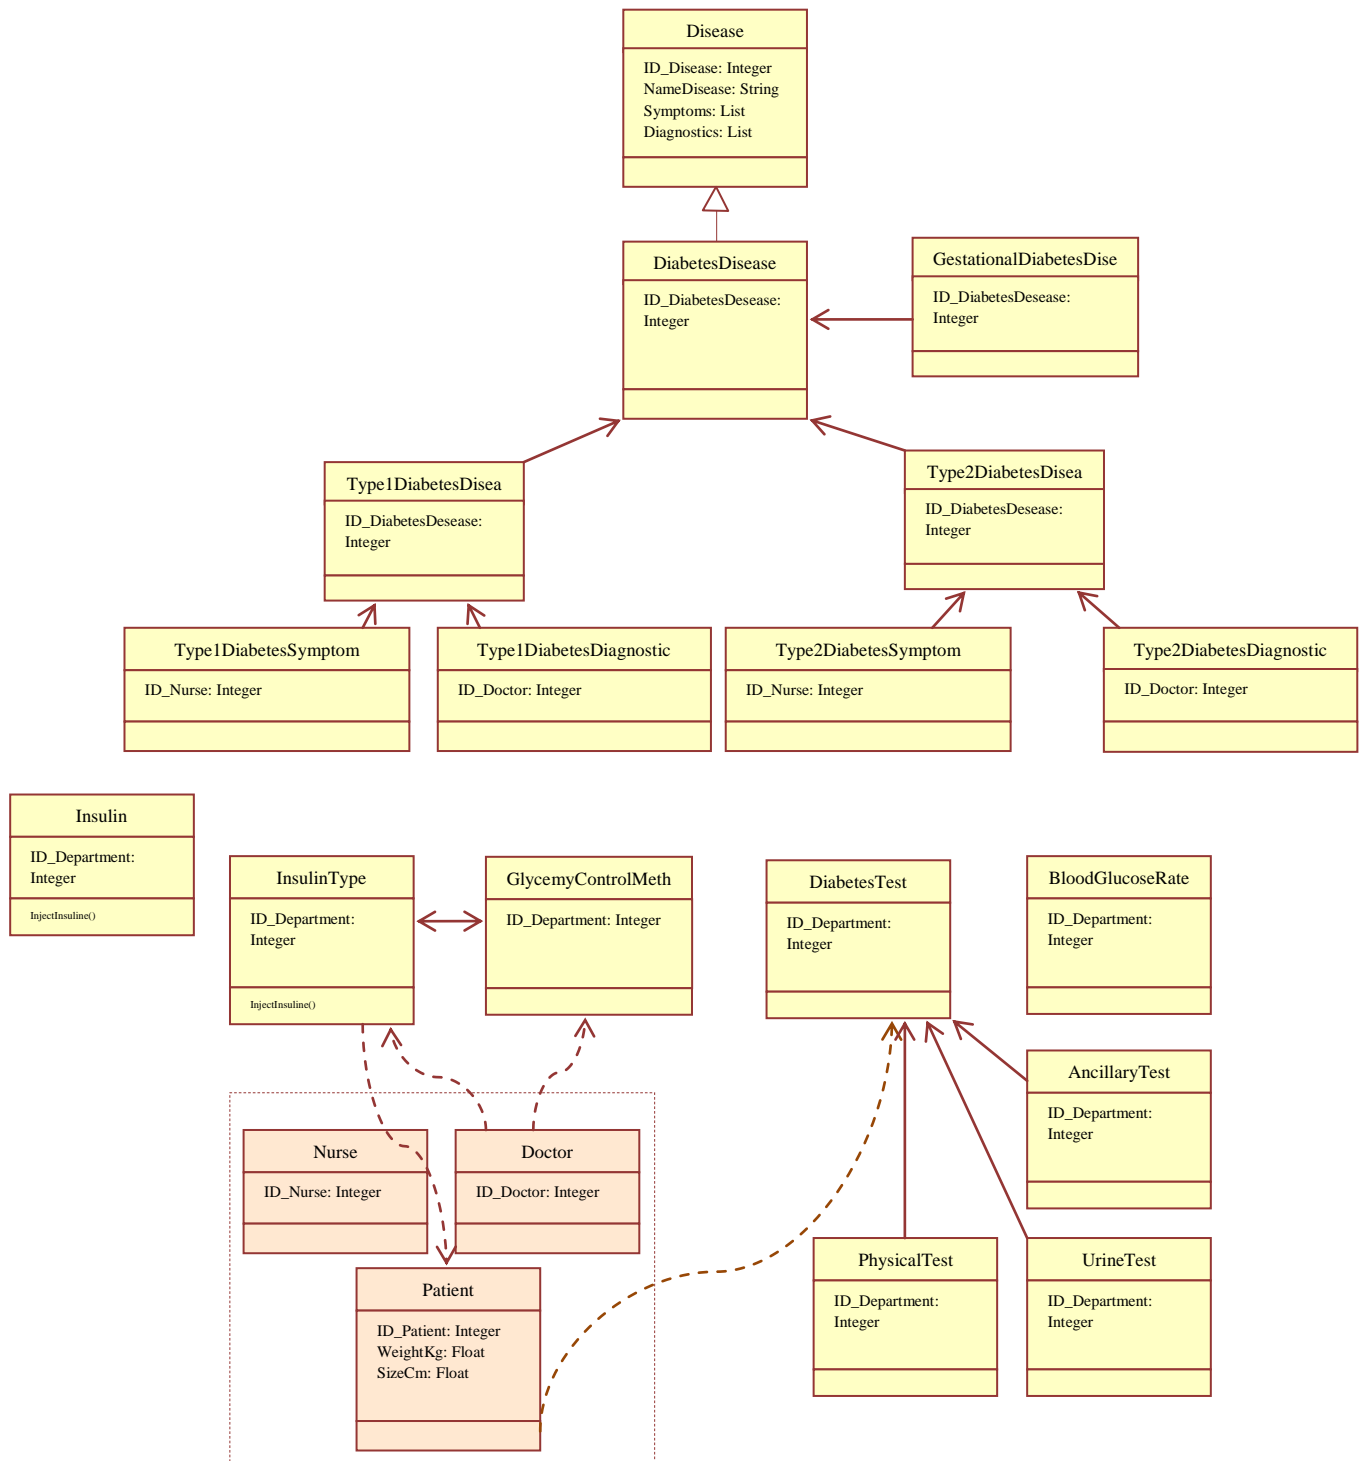 Disease
ID_Disease: Integer
NameDisease: String
Symptoms: List
Diagnostics: List
DiabetesDisease
ID_DiabetesDesease:
Integer
GestionalDiabetesDise
ID_DiabetesDesease:
Integer
Type1DiabetesDisea
ID_DiabetesDesease:
Integer
Type2DiabetesDisea
ID_DiabetesDesease:
Integer
Type1DiabetesSymptom
ID_Nurse: Integer
Type1DiabetesDiagnostic
ID_Doctor: Integer
Type2DiabetesSymptom
ID_Nurse: Integer
Type2DiabetesDiagnostic
ID_Doctor: Integer
Insulin
ID_Department:
Integer
InjectInsuline()
InsulinType
ID_Department:
Integer
InjectInsuline()
GlycemyControlMeth
ID_Department: Integer
DiabetesTest
ID_Department:
Integer
BloodGlucoseRate
ID_Department:
Integer
AncillaryTest
ID_Department:
Integer
Nurse
ID_Nurse: Integer
Doctor
ID_Doctor: Integer
Patient
ID_Patient: Integer
WeightKg: Float
SizeCm: Float
PhysicalTest
ID_Department:
Integer
UrineTest
ID_Department:
Integer